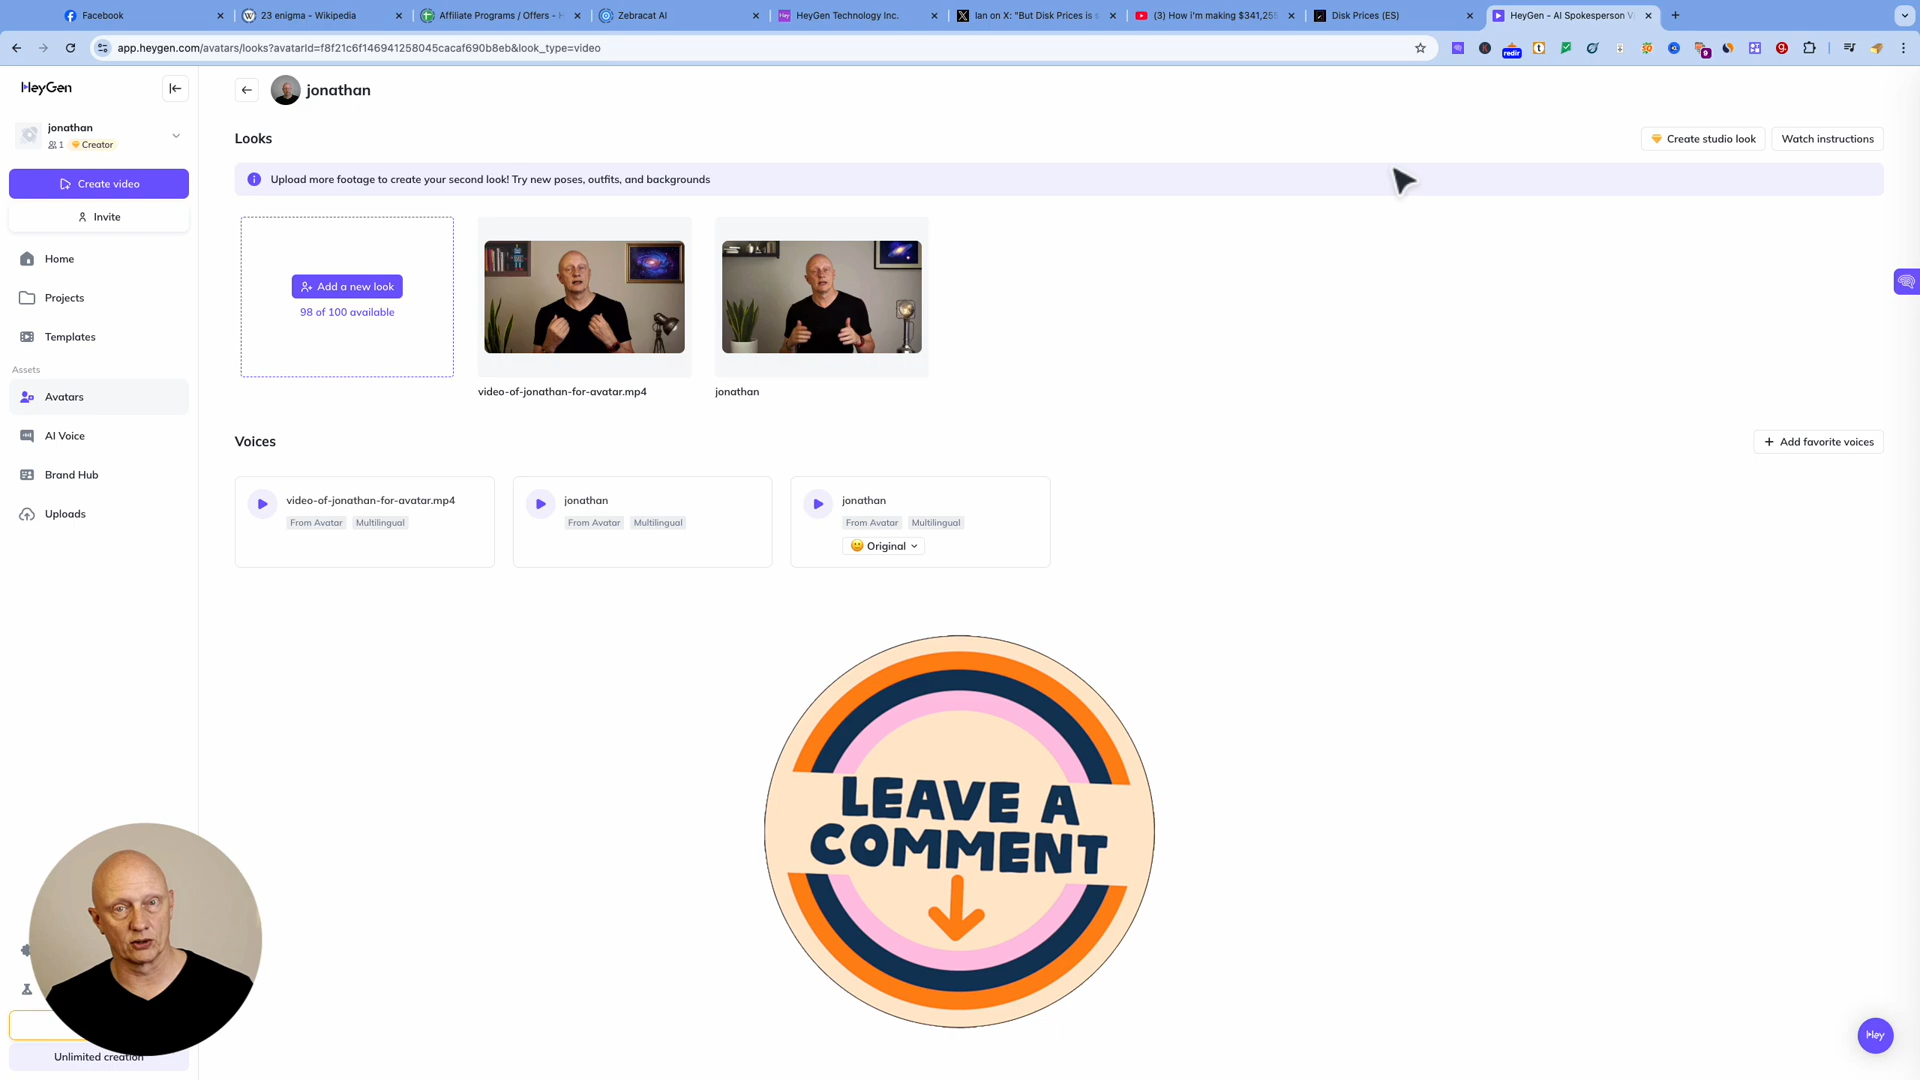 Facebook
23 enigma - Wikipedia
Affiliate Programs / Offers - H
Zebracat AI
Hey
HeyGen Technology Inc.
Ian on X: "But Disk Prices is s
(3) How i'm making $341,255
Disk Prices (ES)
HeyGen - AI Spokesperson Vi
app.heygen.com/avatars/looks?avatarId=f8f21c6f146941258045cacaf690b8eb&look_type=video
redir
9
HeyGen
jonathan
1 Creator
Create video
Invite
Home
Projects
Templates
Assets
Avatars
AI Voice
Brand Hub
Uploads
Unlimited creation
jonathan
Looks
Create studio look
Watch instructions
Upload more footage to create your second look! Try new poses, outfits, and backgrounds
Add a new look
98 of 100 available
video-of-jonathan-for-avatar.mp4
jonathan
Voices
+ Add favorite voices
video-of-jonathan-for-avatar.mp4
From Avatar Multilingual
jonathan
From Avatar Multilingual
jonathan
From Avatar Multilingual
Original
LEAVE A
COMMENT
Hey